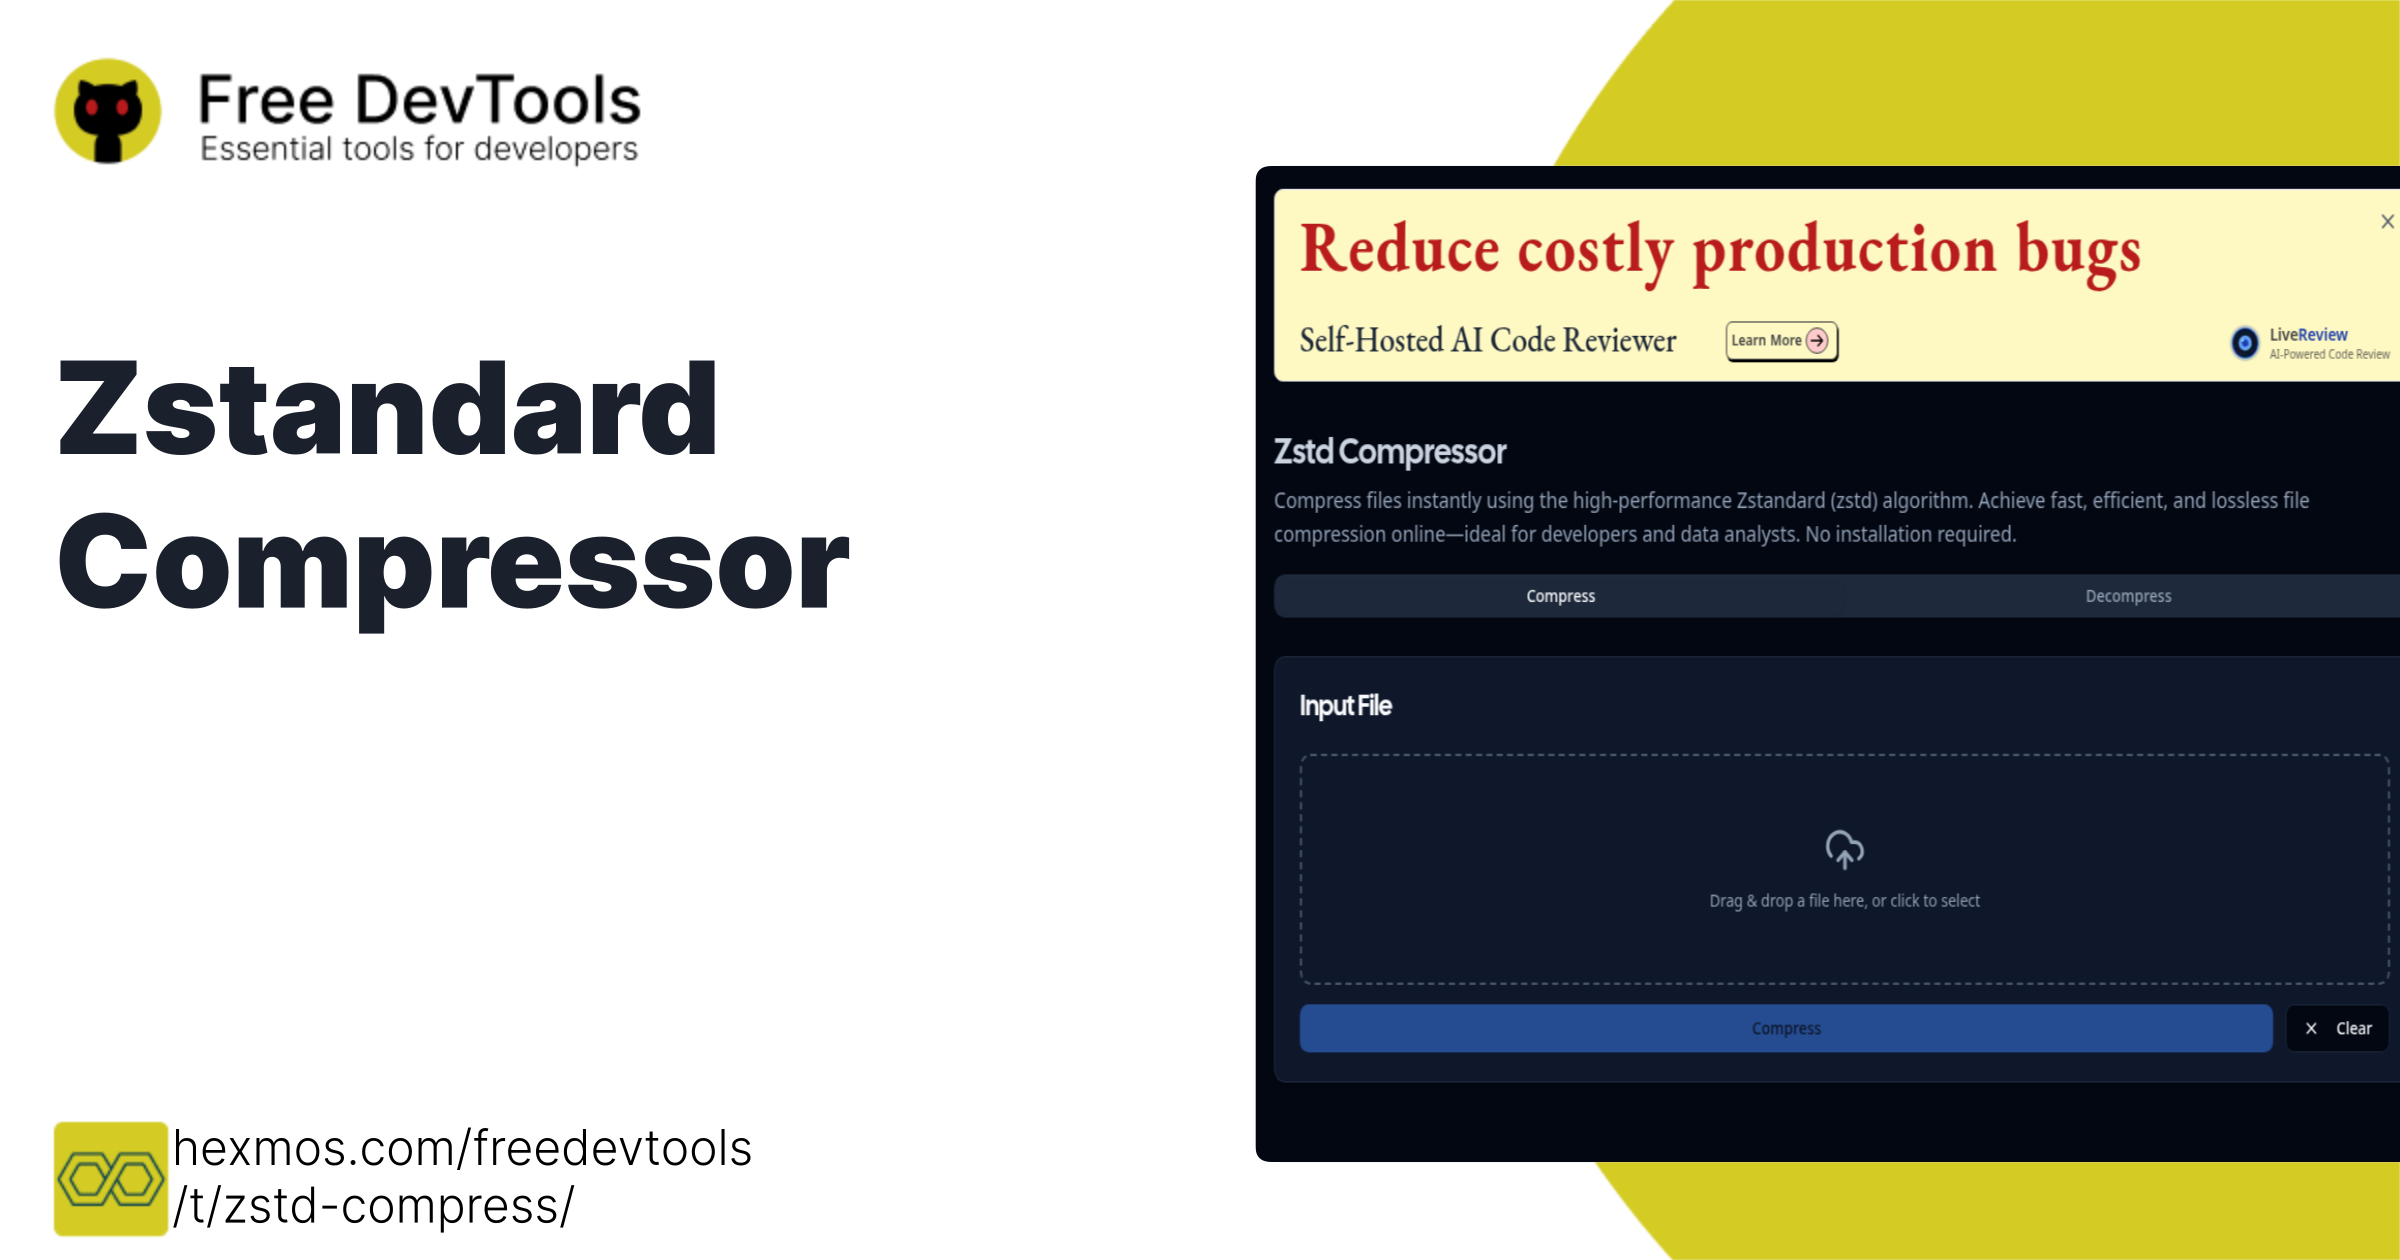 Free DevTools
Essential tools for developers
Zstandard
Compressor
hexmos.com/freedevtools
/t/zstd-compress/
Reduce costly production bugs
Self-Hosted AI Code Reviewer
Learn More
LiveReview
AI-Powered Code Review
Zstd Compressor
Compress files instantly using the high-performance Zstandard (zstd) algorithm. Achieve fast, efficient, and lossless file
compression online—ideal for developers and data analysts. No installation required.
Compress
Decompress
Input File
Drag & drop a file here, or click to select
Compress
Clear